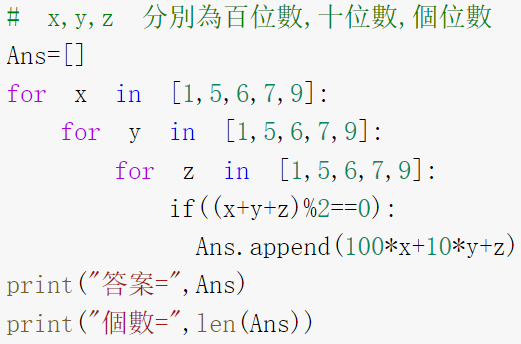 #  x,y,z  分別為百位數,十位數,個位數
Ans=[]
for  x  in  [1,5,6,7,9]:
    for  y  in  [1,5,6,7,9]:
        for  z  in  [1,5,6,7,9]:
            if((x+y+z)%2==0):
              Ans.append(100*x+10*y+z)
print("答案=",Ans)
print("個數=",len(Ans))